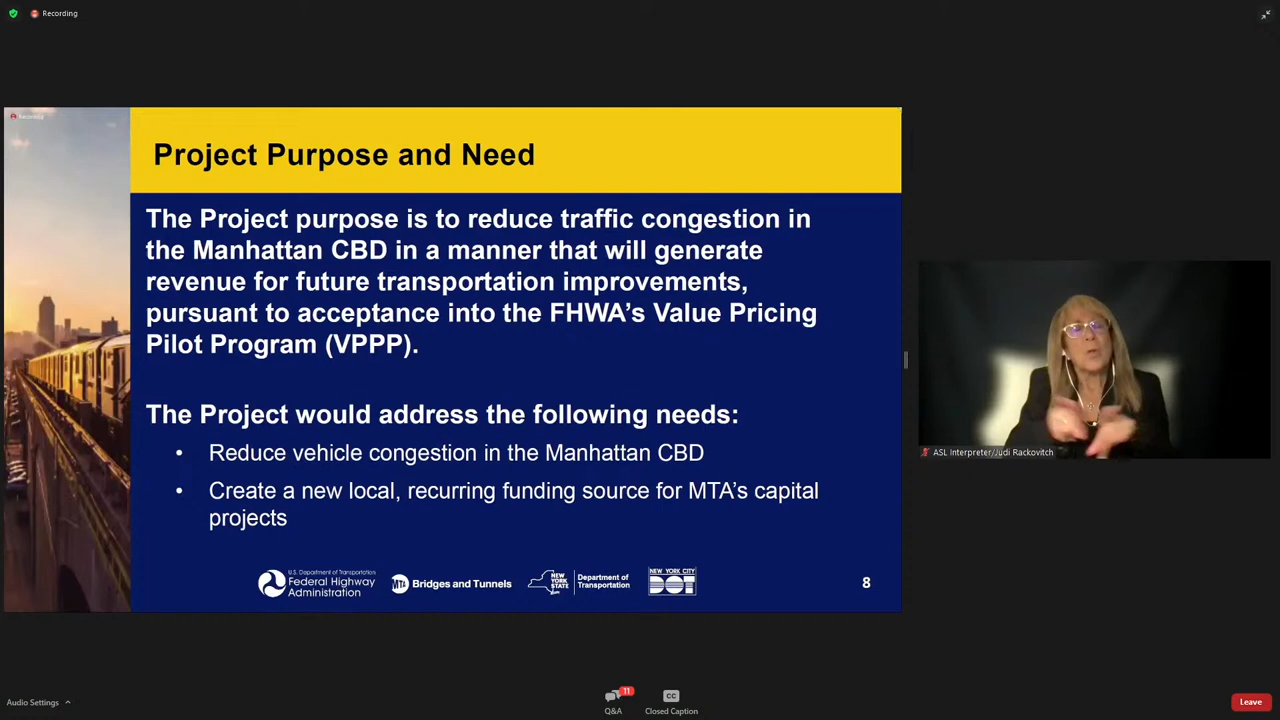 Recording
Recording
Project Purpose and Need
The Project purpose is to reduce traffic congestion in
the Manhattan CBD in a manner that will generate
revenue for future transportation improvements,
pursuant to acceptance into the FHWA’s Value Pricing
Pilot Program (VPPP).
The Project would address the following needs:
• Reduce vehicle congestion in the Manhattan CBD
• Create a new local, recurring funding source for MTA’s capital
projects
ASL Interpreter/Judi Rackovitch
U.S. Department of Transportation
Federal Highway
Administration
MTA Bridges and Tunnels
NEW
YORK
STATE
Department of
Transportation
NEW YORK CITY
DOT
8
Audio Settings
11
Q&A
CC
Closed Caption
Leave